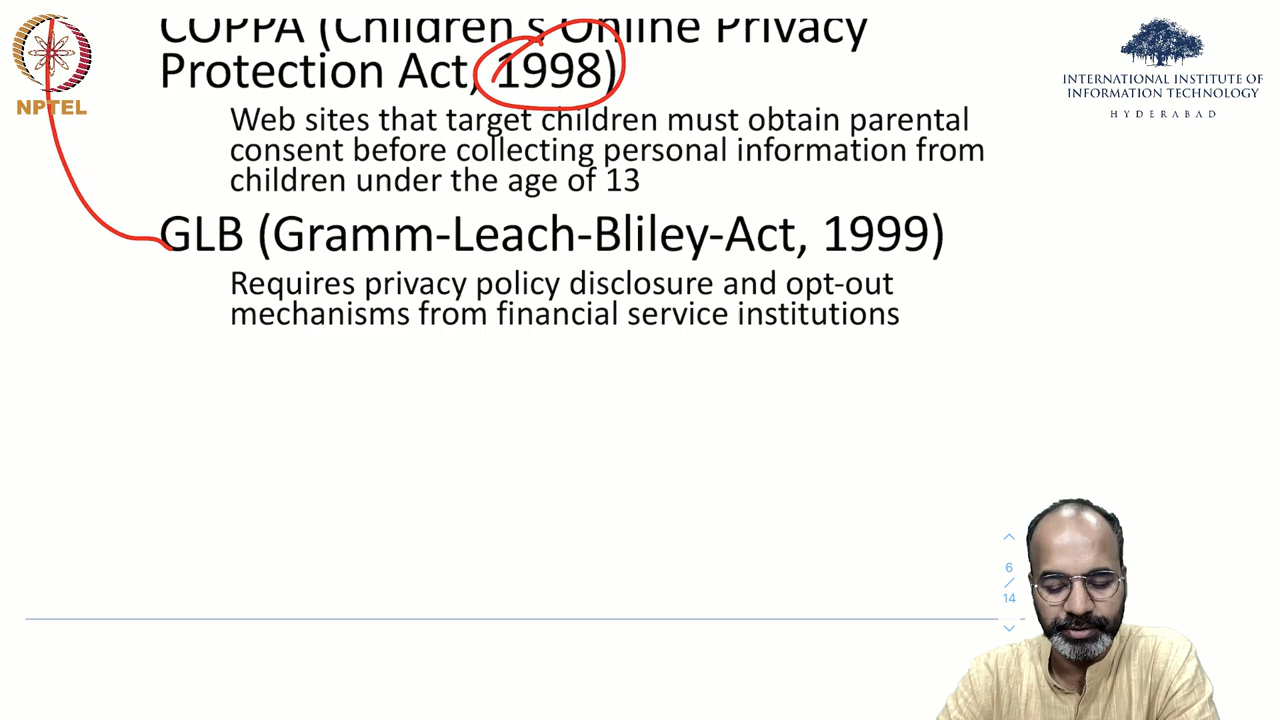 COPPA (Children's Online Privacy
Protection Act, 1998)
Web sites that target children must obtain parental
consent before collecting personal information from
children under the age of 13
GLB (Gramm-Leach-Bliley-Act, 1999)
Requires privacy policy disclosure and opt-out
mechanisms from financial service institutions
NPTEL
INTERNATIONAL INSTITUTE OF
INFORMATION TECHNOLOGY
HYDERABAD
6
/
14